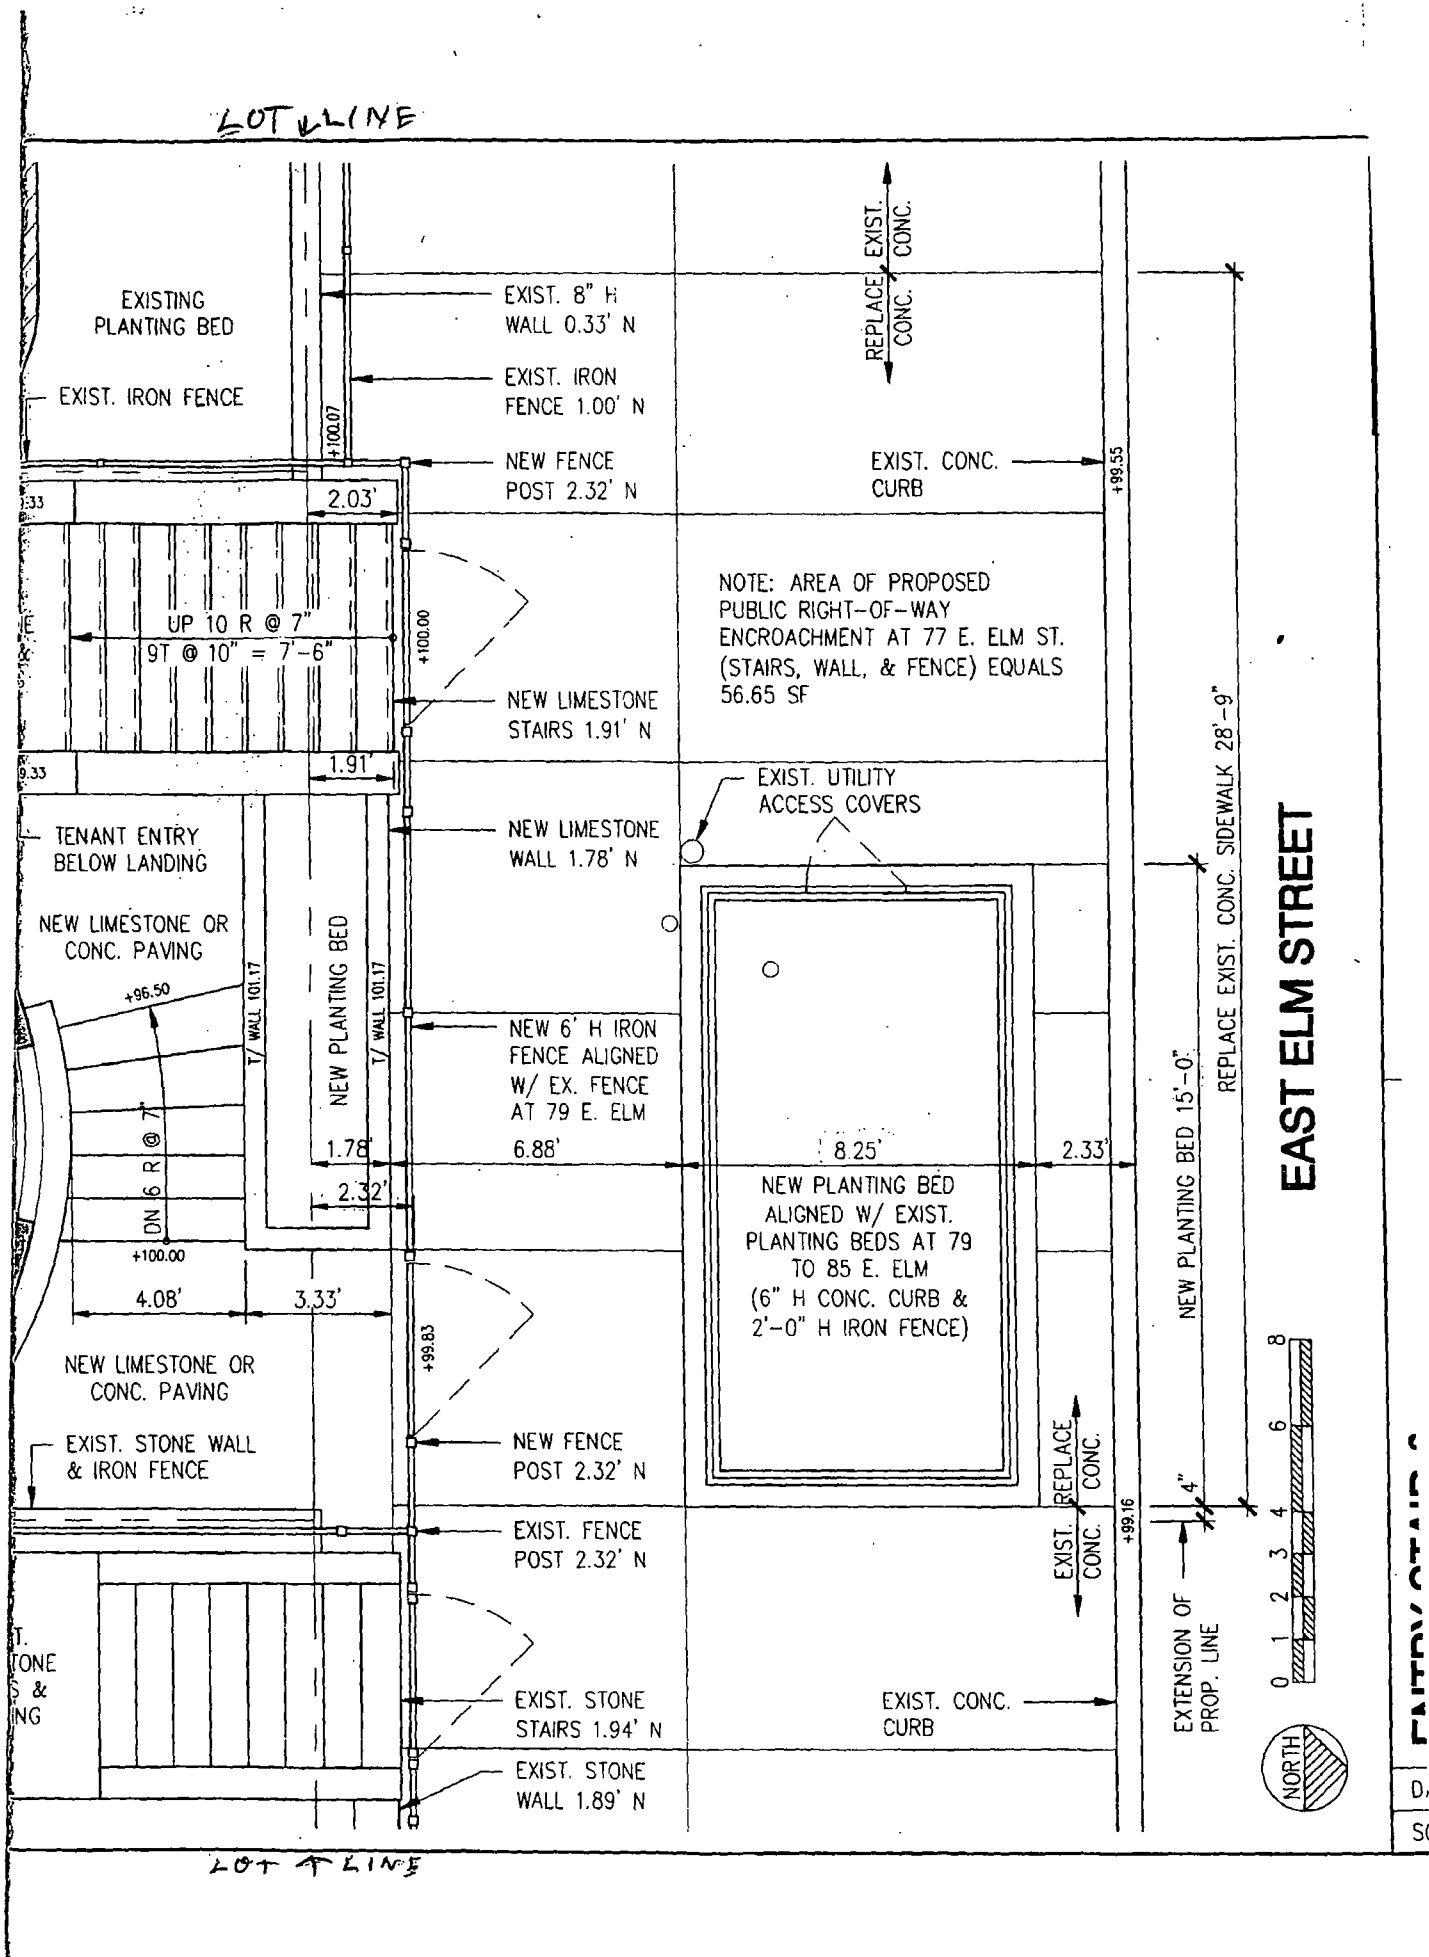 LOT LINE
EXISTING
PLANTING BED
EXIST. IRON FENCE
EXIST. 8" H
WALL 0.33' N
EXIST. IRON
FENCE 1.00' N
+100.07
NEW FENCE
POST 2.32' N
REPLACE EXIST.
CONC. CONC.
EXIST. CONC.
CURB
+99.55
2.03'
UP 10 R @ 7"
9T @ 10" = 7'-6"
+100.00
NEW LIMESTONE
STAIRS 1.91' N
NOTE: AREA OF PROPOSED
PUBLIC RIGHT-OF-WAY
ENCROACHMENT AT 77 E. ELM ST.
(STAIRS, WALL, & FENCE) EQUALS
56.65 SF
1.91'
9.33
EXIST. UTILITY
ACCESS COVERS
TENANT ENTRY
BELOW LANDING
NEW LIMESTONE
WALL 1.78' N
NEW LIMESTONE OR
CONC. PAVING
+96.50
T/ WALL 101.17
NEW PLANTING BED
T/ WALL 101.17
NEW 6' H IRON
FENCE ALIGNED
W/ EX. FENCE
AT 79 E. ELM
DN 6 R @ 7"
1.78'
6.88'
8.25'
2.33'
2.32'
NEW PLANTING BED
ALIGNED W/ EXIST.
PLANTING BEDS AT 79
TO 85 E. ELM
(6" H CONC. CURB &
2'-0" H IRON FENCE)
+100.00
4.08'
3.33'
+99.83
NEW LIMESTONE OR
CONC. PAVING
EXIST. STONE WALL
& IRON FENCE
NEW FENCE
POST 2.32' N
EXIST. FENCE
POST 2.32' N
EXIST. REPLACE
CONC. CONC.
+99.16
NEW PLANTING BED 15'-0"
REPLACE EXIST. CONC. SIDEWALK 28'-9"
4"
EXTENSION OF
PROP. LINE
EAST ELM STREET
0 1 2 3 4 6 8
NORTH
TONE
&
NG
EXIST. STONE
STAIRS 1.94' N
EXIST. CONC.
CURB
EXIST. STONE
WALL 1.89' N
LOT LINE